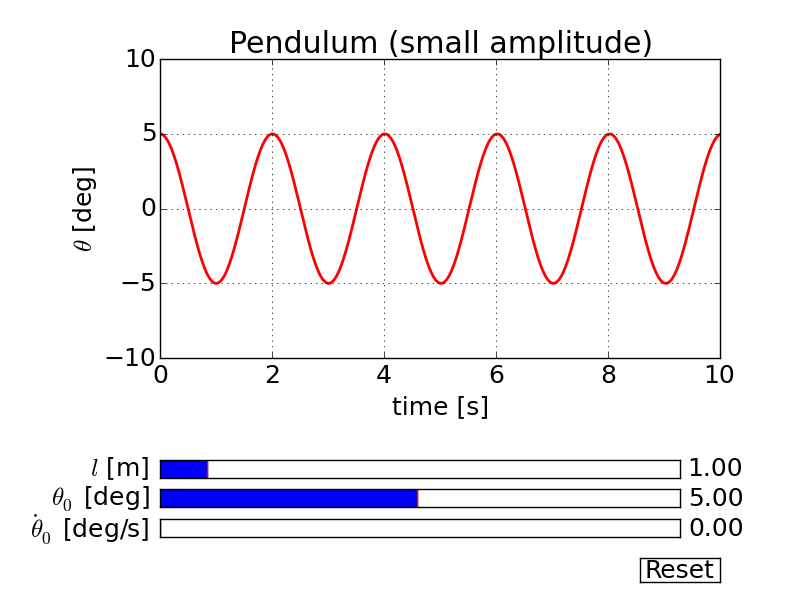 Pendulum (small amplitude)
10
5
0
−5
−10
θ [deg]
0 2 4 6 8 10
time [s]
l [m] 1.00
θ₀ [deg] 5.00
θ̇₀ [deg/s] 0.00
Reset